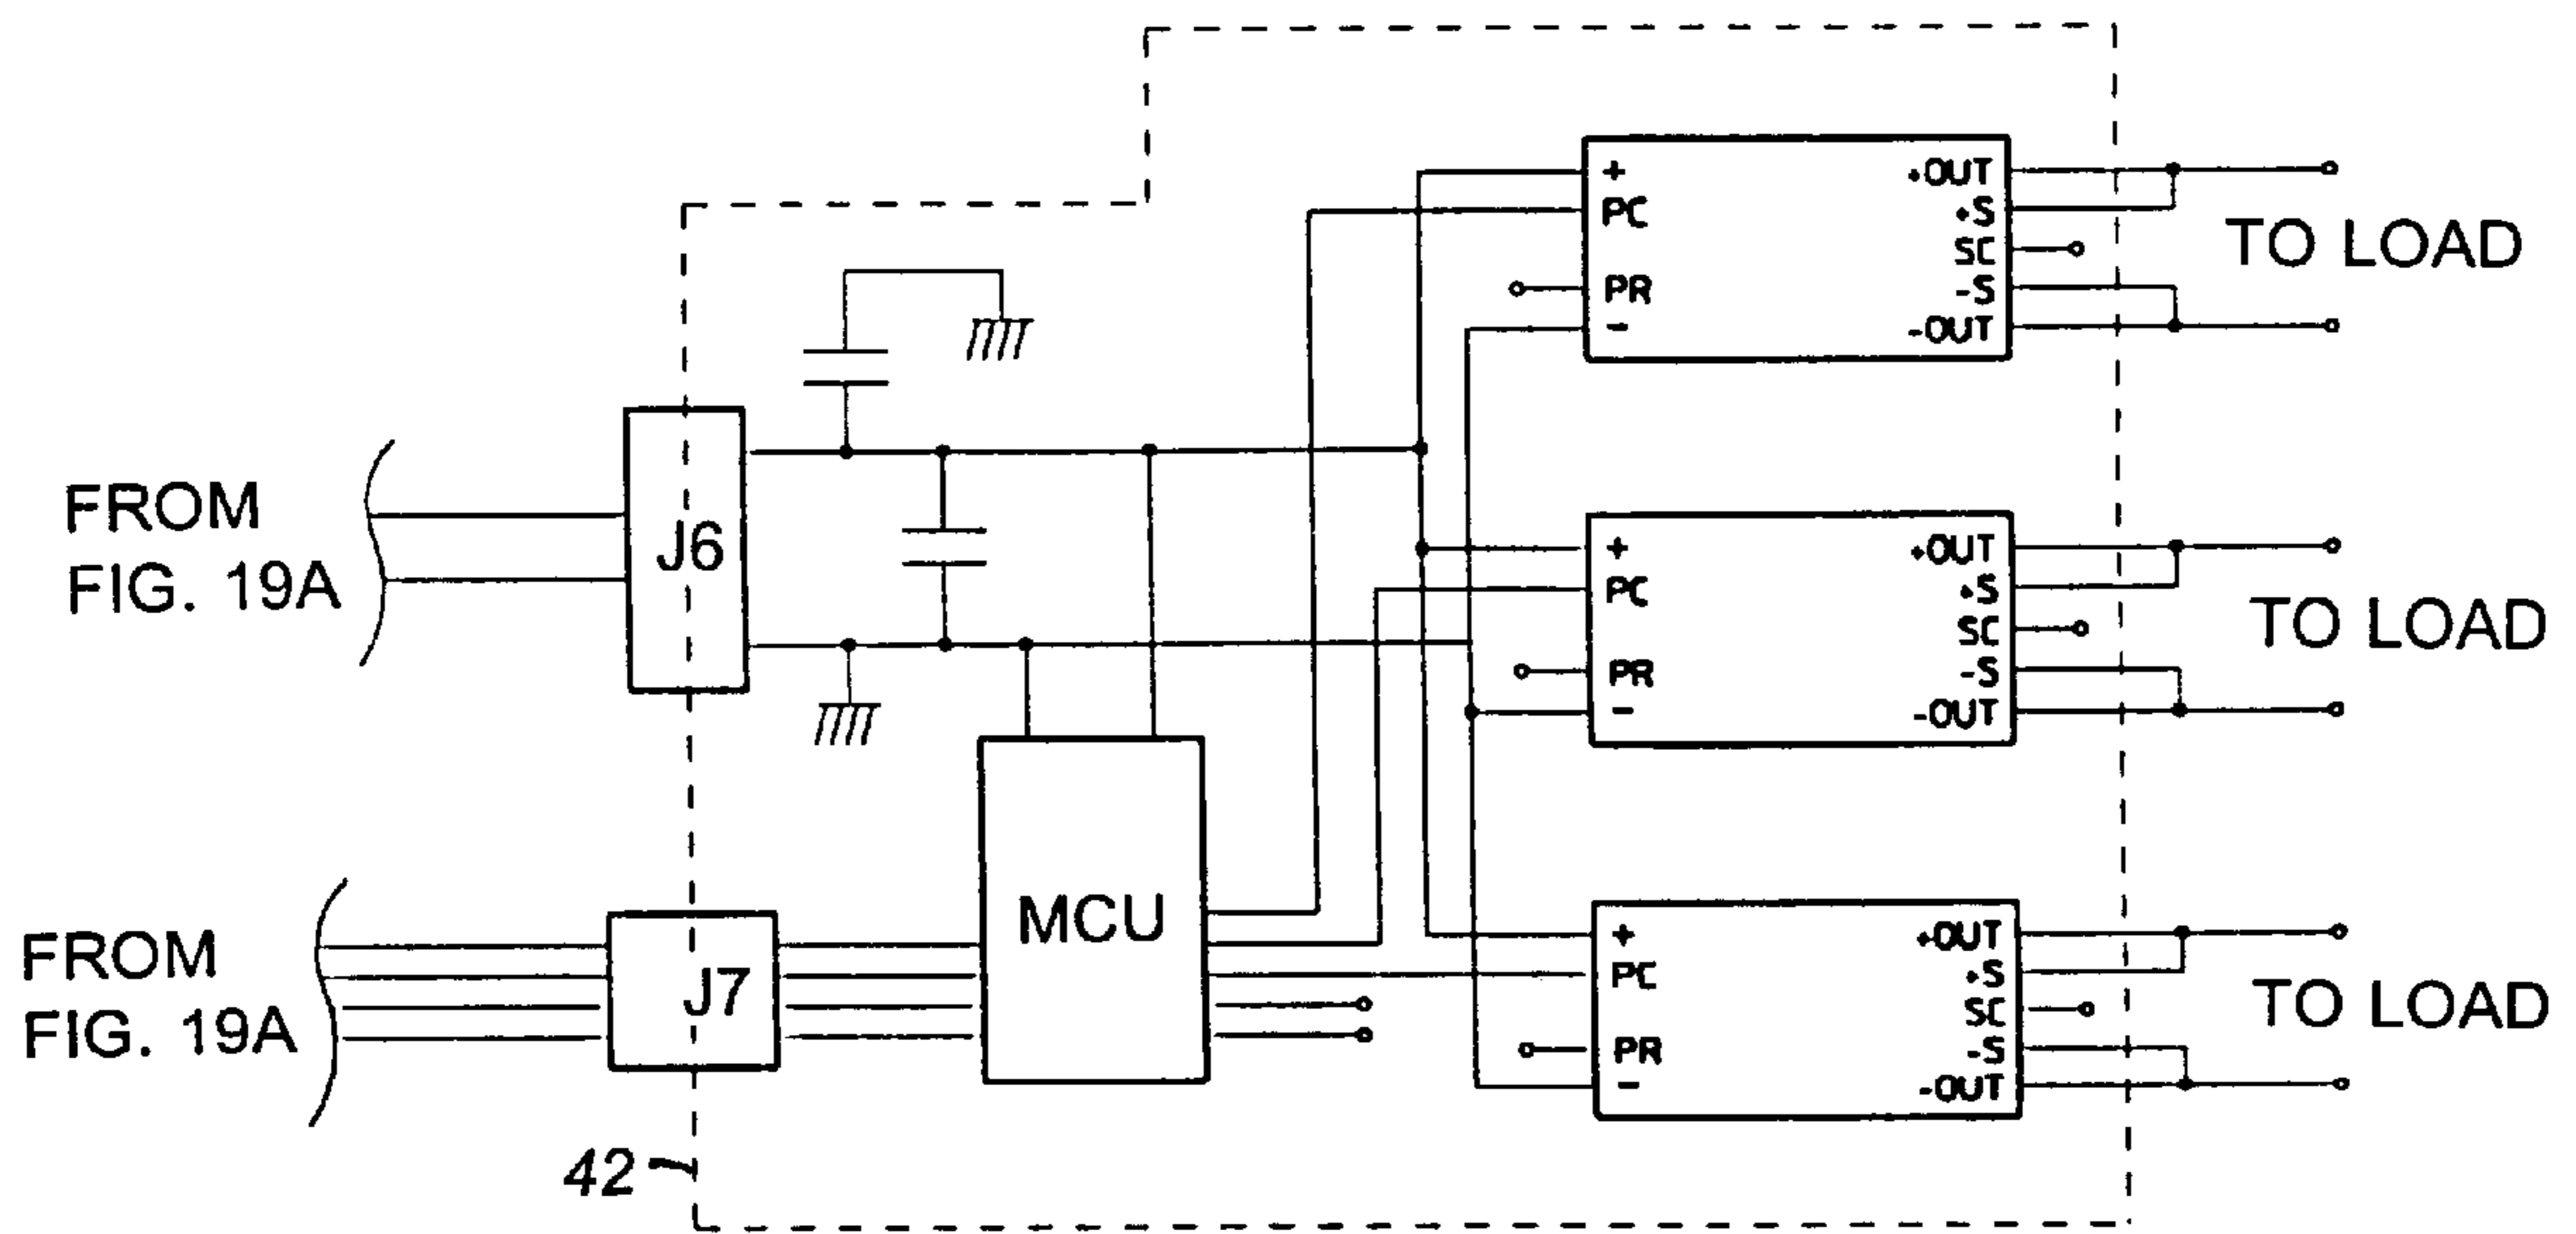 +
PC
PR
-
+OUT
+S
SC
-S
-OUT
TO LOAD
FROM
FIG. 19A
J6
+
PC
PR
-
+OUT
+S
SC
-S
-OUT
TO LOAD
FROM
FIG. 19A
J7
MCU
+
PC
PR
-
+OUT
+S
SC
-S
-OUT
TO LOAD
42